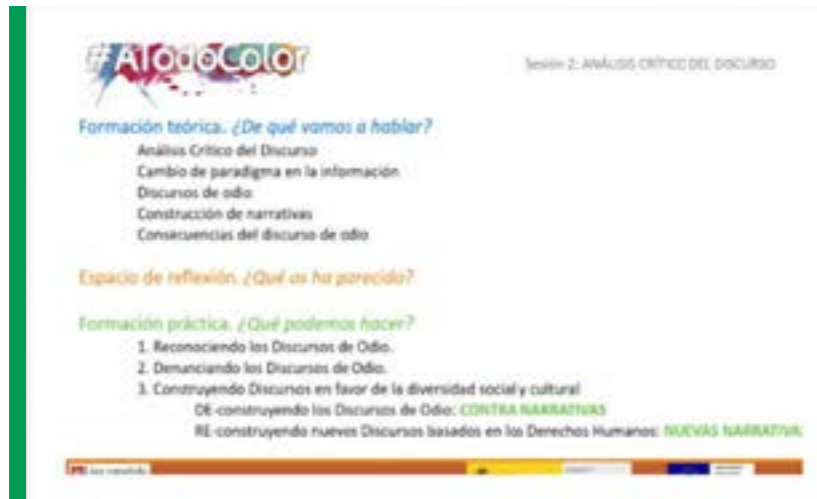 #ATodoColor
Sesión 2: ANÁLISIS CRÍTICO DEL DISCURSO
Formación teórica. ¿De qué vamos a hablar?
Análisis Crítico del Discurso
Cambio de paradigma en la información
Discursos de odio
Construcción de narrativas
Consecuencias del discurso de odio
Espacio de reflexión. ¿Qué os ha parecido?
Formación práctica. ¿Qué podemos hacer?
1. Reconociendo los Discursos de Odio.
2. Denunciando los Discursos de Odio.
3. Construyendo Discursos en favor de la diversidad social y cultural
DE-construyendo los Discursos de Odio: CONTRA NARRATIVAS
RE-construyendo nuevos Discursos basados en los Derechos Humanos: NUEVAS NARRATIVA